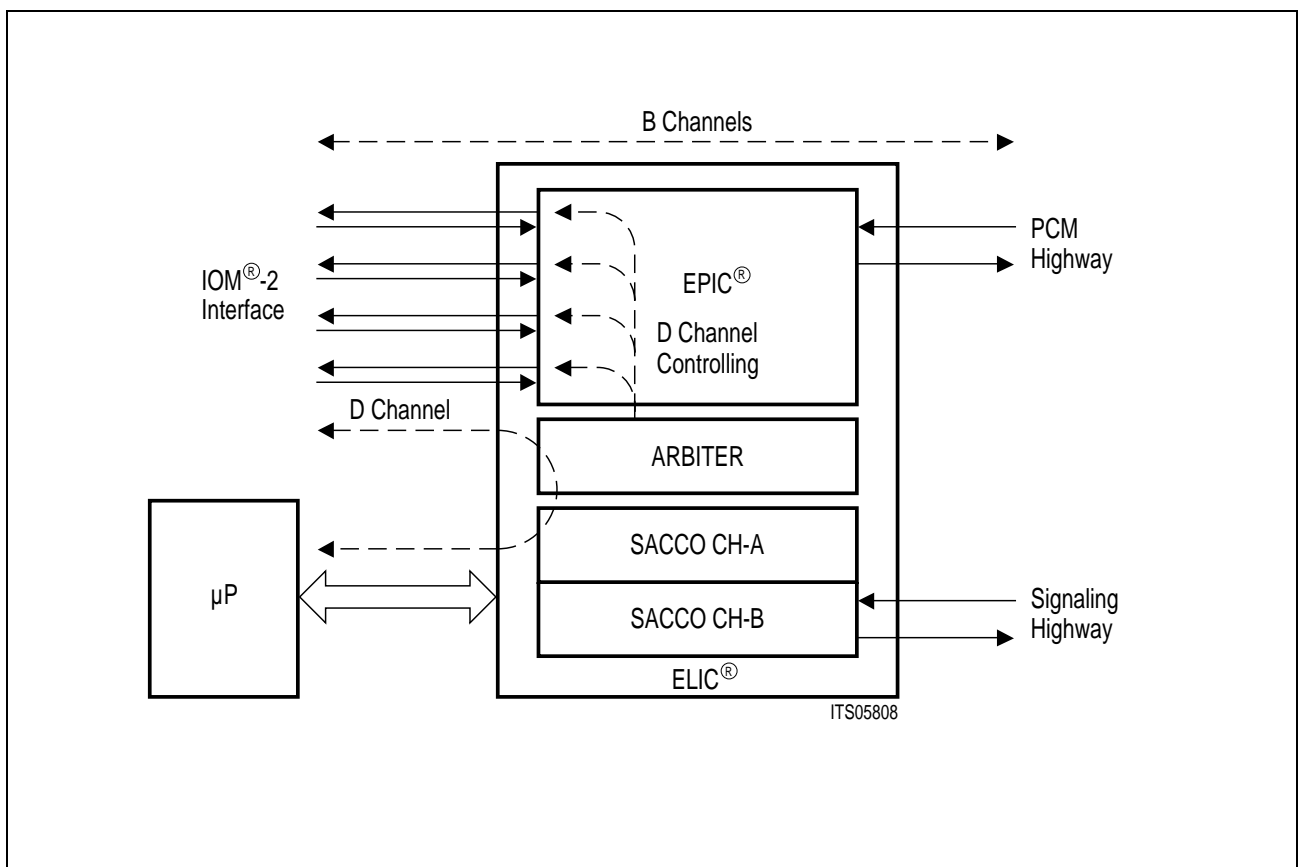 B Channels
IOM®-2
Interface
EPIC®
PCM
Highway
D Channel
Controlling
D Channel
ARBITER
SACCO CH-A
µP
SACCO CH-B
Signaling
Highway
ELIC®
ITS05808